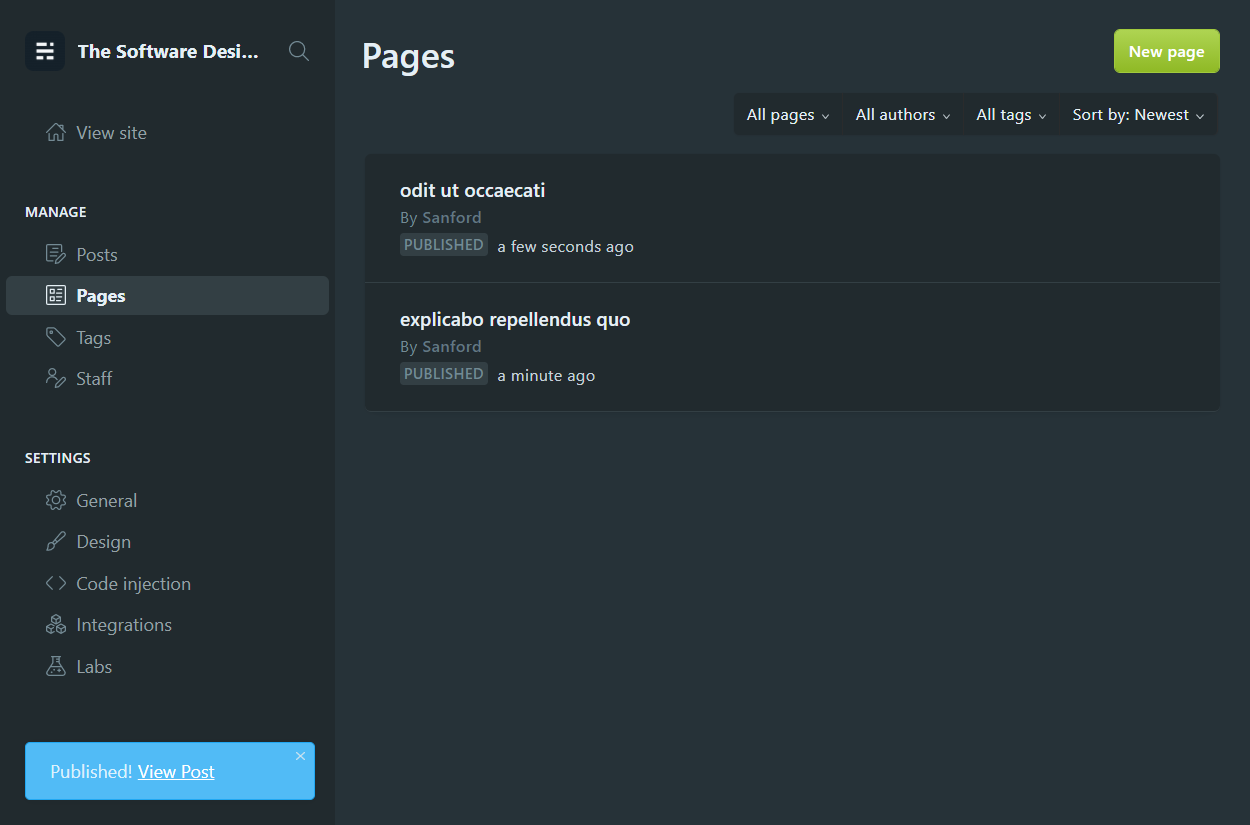 The Software Desi...
View site
MANAGE
Posts
Pages
Tags
Staff
SETTINGS
General
Design
Code injection
Integrations
Labs
Published! View Post
Pages
New page
All pages
All authors
All tags
Sort by: Newest
odit ut occaecati
By Sanford
PUBLISHED a few seconds ago
explicabo repellendus quo
By Sanford
PUBLISHED a minute ago